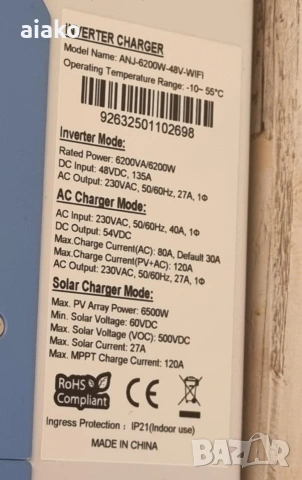 aiako
VERTER CHARGER
Model Name: ANJ-6200W-48V-WIFI
Operating Temperature Range: -10~ 55℃
92632501102698
Inverter Mode:
Rated Power: 6200VA/6200W
DC Input: 48VDC, 135A
AC Output: 230VAC, 50/60HZ, 27A, 1Φ
AC Charger Mode:
AC Input: 230VAC, 50/60HZ, 40A, 1Φ
DC Output: 54VDC
Max.Charge Current(AC): 80A, Default 30A
Max.Charge Current(PV+AC): 120A
AC Output: 230VAC, 50/60Hz, 27A, 1Φ
Solar Charger Mode:
Max. PV Array Power: 6500W
Min. Solar Voltage: 60VDC
Max. Solar Voltage (VOC): 500VDC
Max. Solar Current: 27A
Max. MPPT Charge Current: 120A
RoHS
Compliant
CE
Ingress Protection : IP21(Indoor use)
MADE IN CHINA
bazar.bg